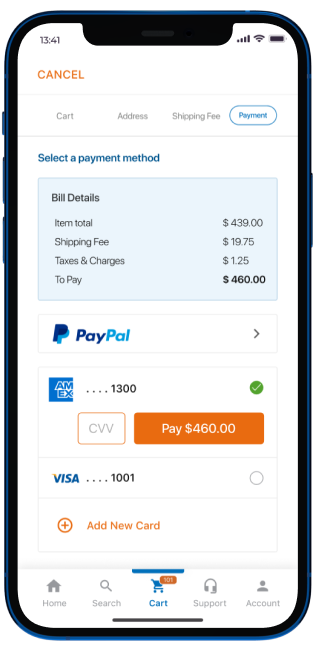 13:41
CANCEL
Cart Address Shipping Fee Payment
Select a payment method
Bill Details
Item total $ 439.00
Shipping Fee $ 19.75
Taxes & Charges $ 1.25
To Pay $ 460.00
PayPal
AM EX .... 1300
CVV Pay $460.00
VISA .... 1001
Add New Card
101
Home Search Cart Support Account